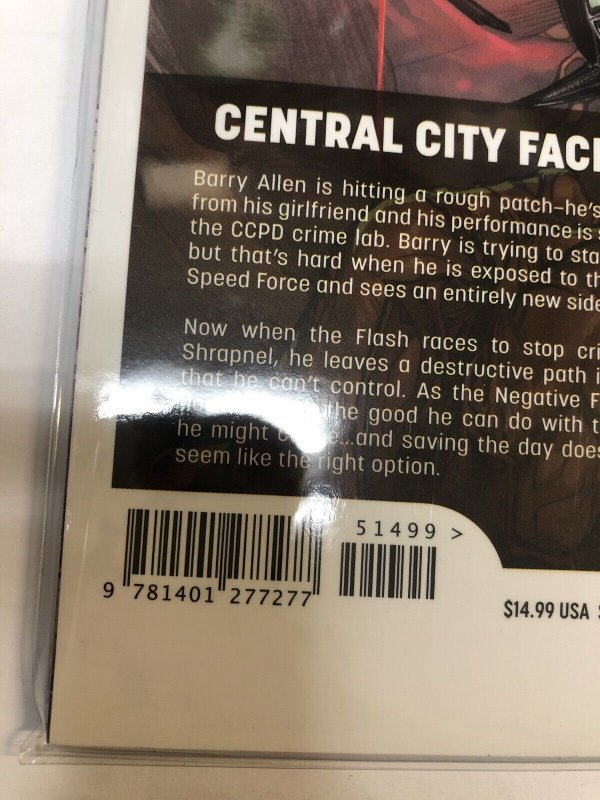 CENTRAL CITY FACE
Barry Allen is hitting a rough patch-he's
from his girlfriend and his performance is s
the CCPD crime lab. Barry is trying to sta
but that's hard when he is exposed to th
Speed Force and sees an entirely new side
Now when the Flash races to stop cri
Shrapnel, he leaves a destructive path i
that he can't control. As the Negative F
the good he can do with t
he might ...and saving the day does
seem like the right option.
51499 >
9 781401 277277
$14.99 USA